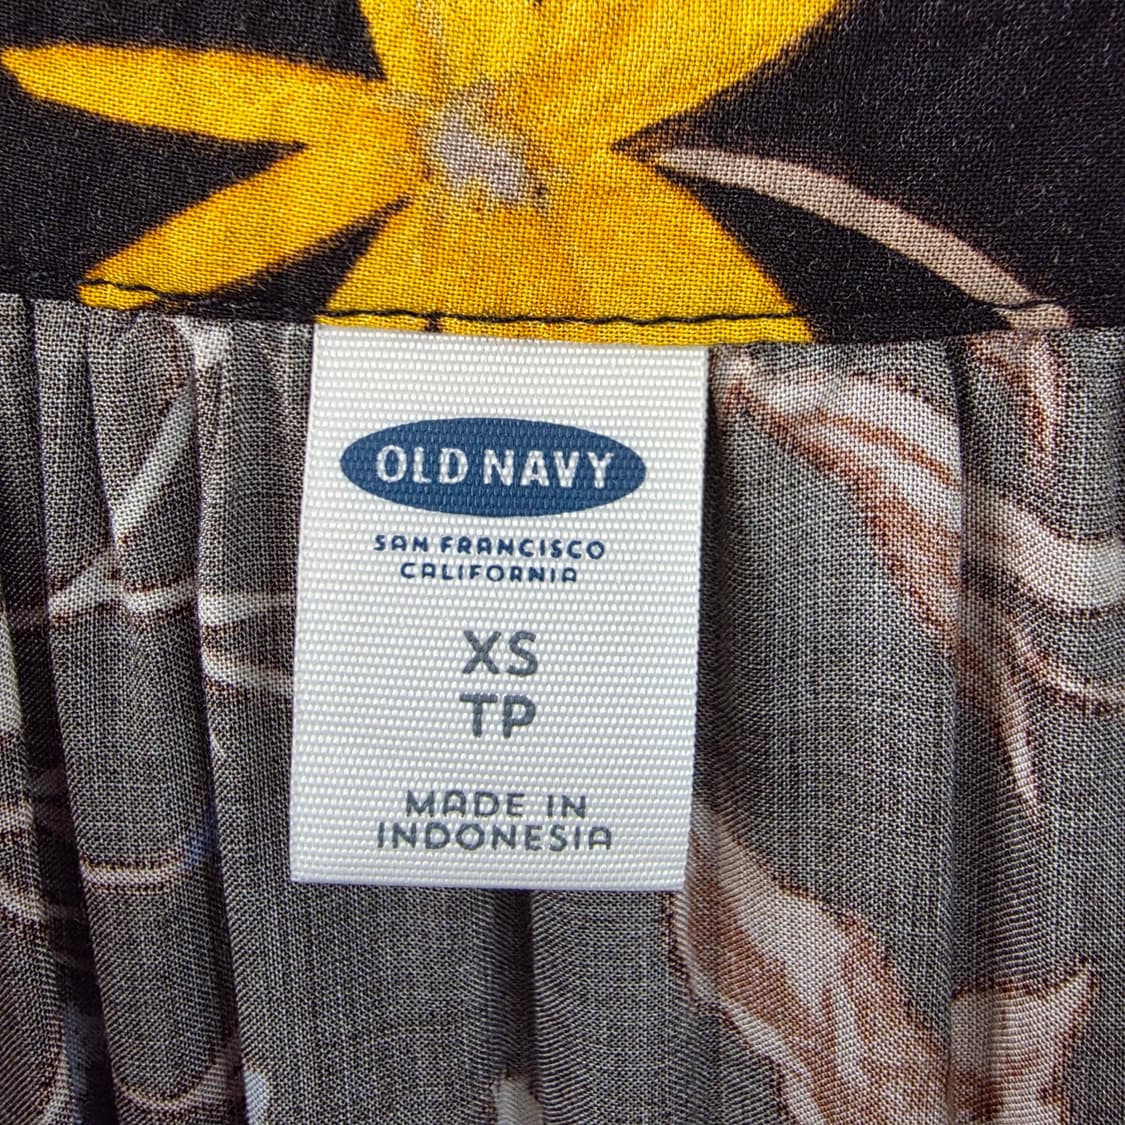 OLD NAVY
SAN FRANCISCO
CALIFORNIA
XS
TP
MADE IN
INDONESIA